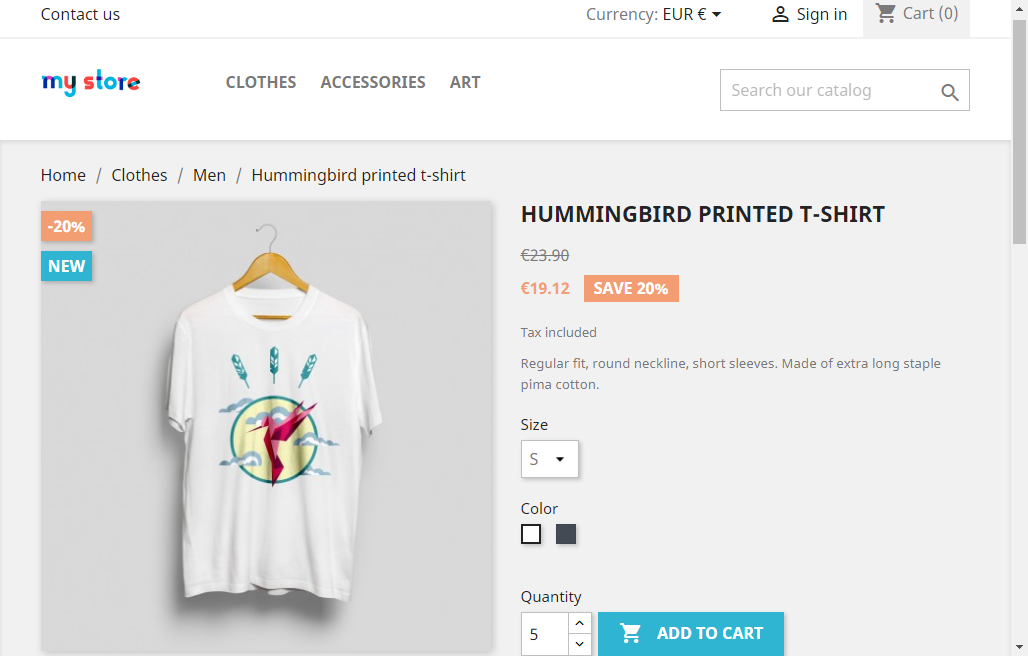 Contact us
Currency: EUR €
Sign in
Cart (0)
my store
CLOTHES ACCESSORIES ART
Search our catalog
Home / Clothes / Men / Hummingbird printed t-shirt
-20%
NEW
HUMMINGBIRD PRINTED T-SHIRT
€23.90
€19.12 SAVE 20%
Tax included
Regular fit, round neckline, short sleeves. Made of extra long staple
pima cotton.
Size
S
Color
Quantity
5
ADD TO CART